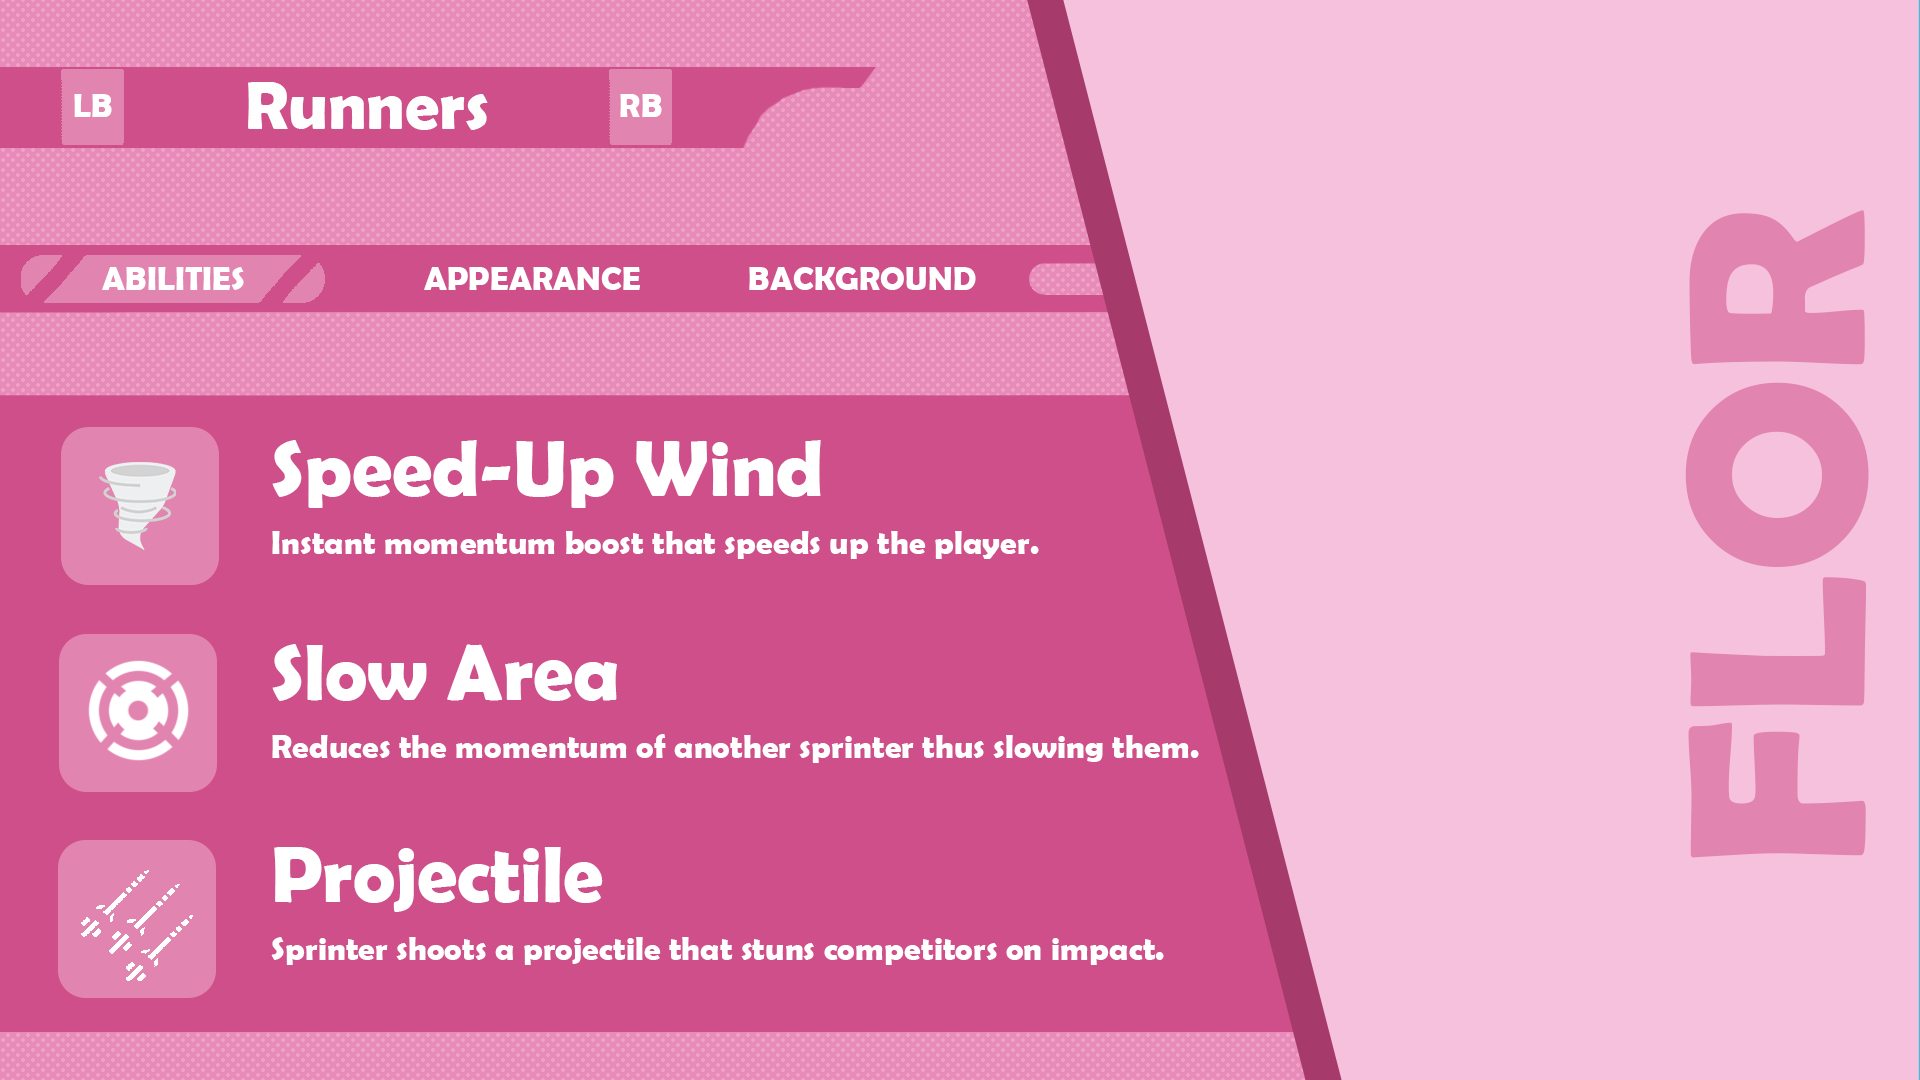 LB
Runners
RB
ABILITIES
APPEARANCE
BACKGROUND
Speed-Up Wind
Instant momentum boost that speeds up the player.
Slow Area
Reduces the momentum of another sprinter thus slowing them.
Projectile
Sprinter shoots a projectile that stuns competitors on impact.
FLOR